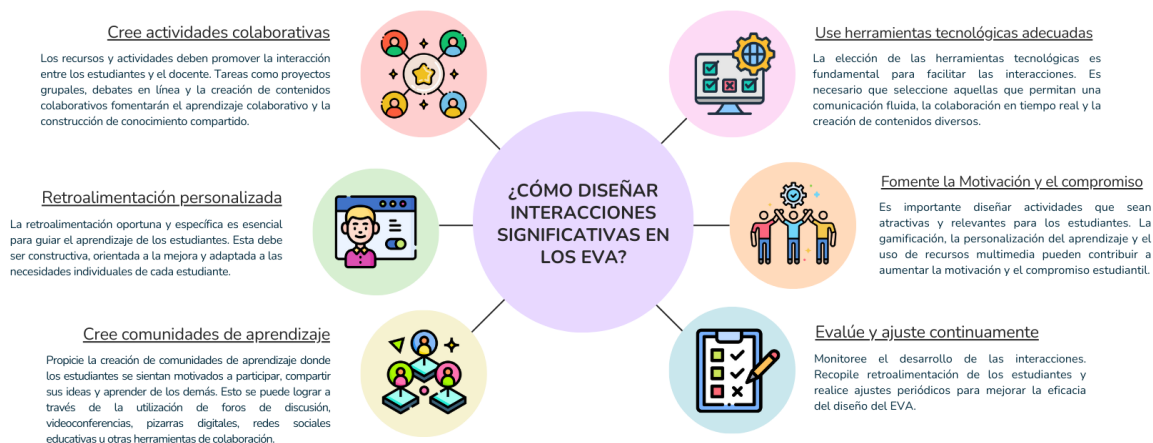 Cree actividades colaborativas
Los recursos y actividades deben promover la interacción
entre los estudiantes y el docente. Tareas como proyectos
grupales, debates en línea y la creación de contenidos
colaborativos fomentarán el aprendizaje colaborativo y la
construcción de conocimiento compartido.
Retroalimentación personalizada
La retroalimentación oportuna y específica es esencial
para guiar el aprendizaje de los estudiantes. Esta debe
ser constructiva, orientada a la mejora y adaptada a las
necesidades individuales de cada estudiante.
Cree comunidades de aprendizaje
Propicie la creación de comunidades de aprendizaje donde
los estudiantes se sientan motivados a participar, compartir
sus ideas y aprender de los demás. Esto se puede lograr a
través de la utilización de foros de discusión,
videoconferencias, pizarras digitales, redes sociales
educativas u otras herramientas de colaboración.
¿CÓMO DISEÑAR
INTERACCIONES
SIGNIFICATIVAS EN
LOS EVA?
Use herramientas tecnológicas adecuadas
La elección de las herramientas tecnológicas es
fundamental para facilitar las interacciones. Es
necesario que seleccione aquellas que permitan una
comunicación fluida, la colaboración en tiempo real y la
creación de contenidos diversos.
Fomente la Motivación y el compromiso
Es importante diseñar actividades que sean
atractivas y relevantes para los estudiantes. La
gamificación, la personalización del aprendizaje y el
uso de recursos multimedia pueden contribuir a
aumentar la motivación y el compromiso estudiantil.
Evalúe y ajuste continuamente
Monitoree el desarrollo de las interacciones.
Recopile retroalimentación de los estudiantes y
realice ajustes periódicos para mejorar la eficacia
del diseño del EVA.